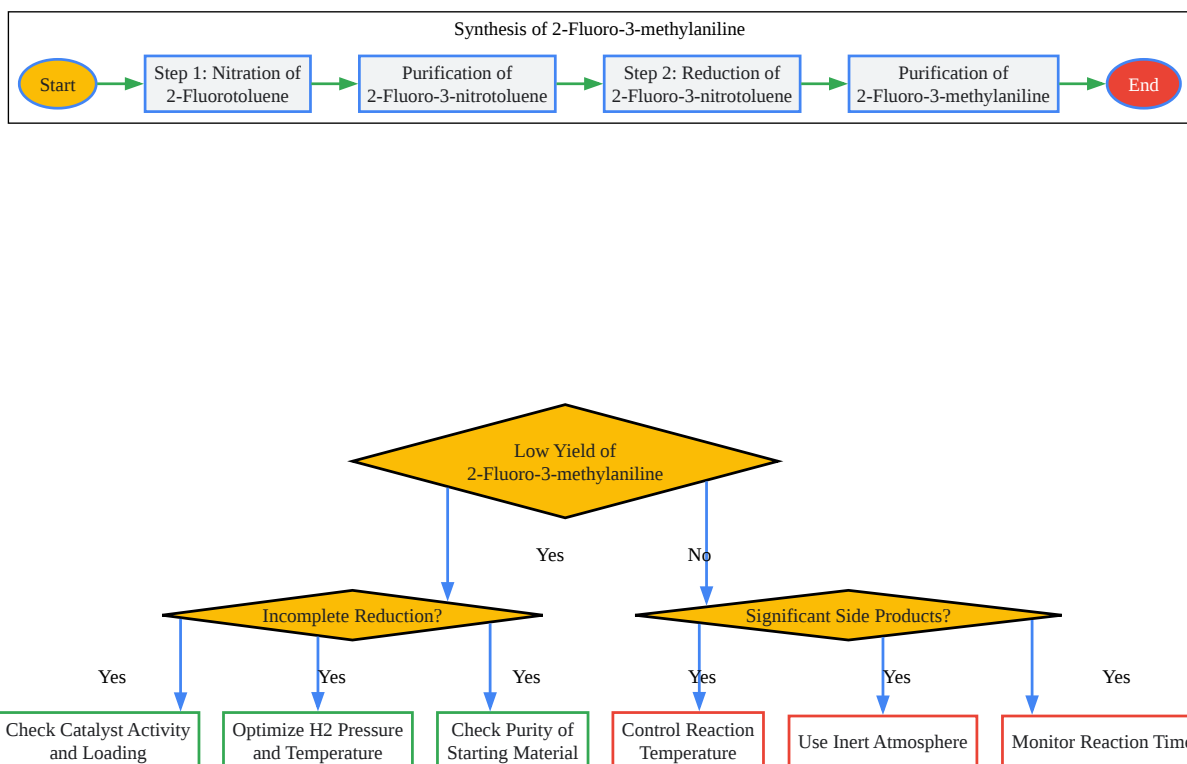 Synthesis of 2-Fluoro-3-methylaniline
Start
Step 1: Nitration of
2-Fluorotoluene
Purification of
2-Fluoro-3-nitrotoluene
Step 2: Reduction of
2-Fluoro-3-nitrotoluene
Purification of
2-Fluoro-3-methylaniline
End
Low Yield of
2-Fluoro-3-methylaniline
Yes
No
Incomplete Reduction?
Significant Side Products?
Yes
Yes
Yes
Yes
Yes
Yes
Check Catalyst Activity
and Loading
Optimize H2 Pressure
and Temperature
Check Purity of
Starting Material
Control Reaction
Temperature
Use Inert Atmosphere
Monitor Reaction Time